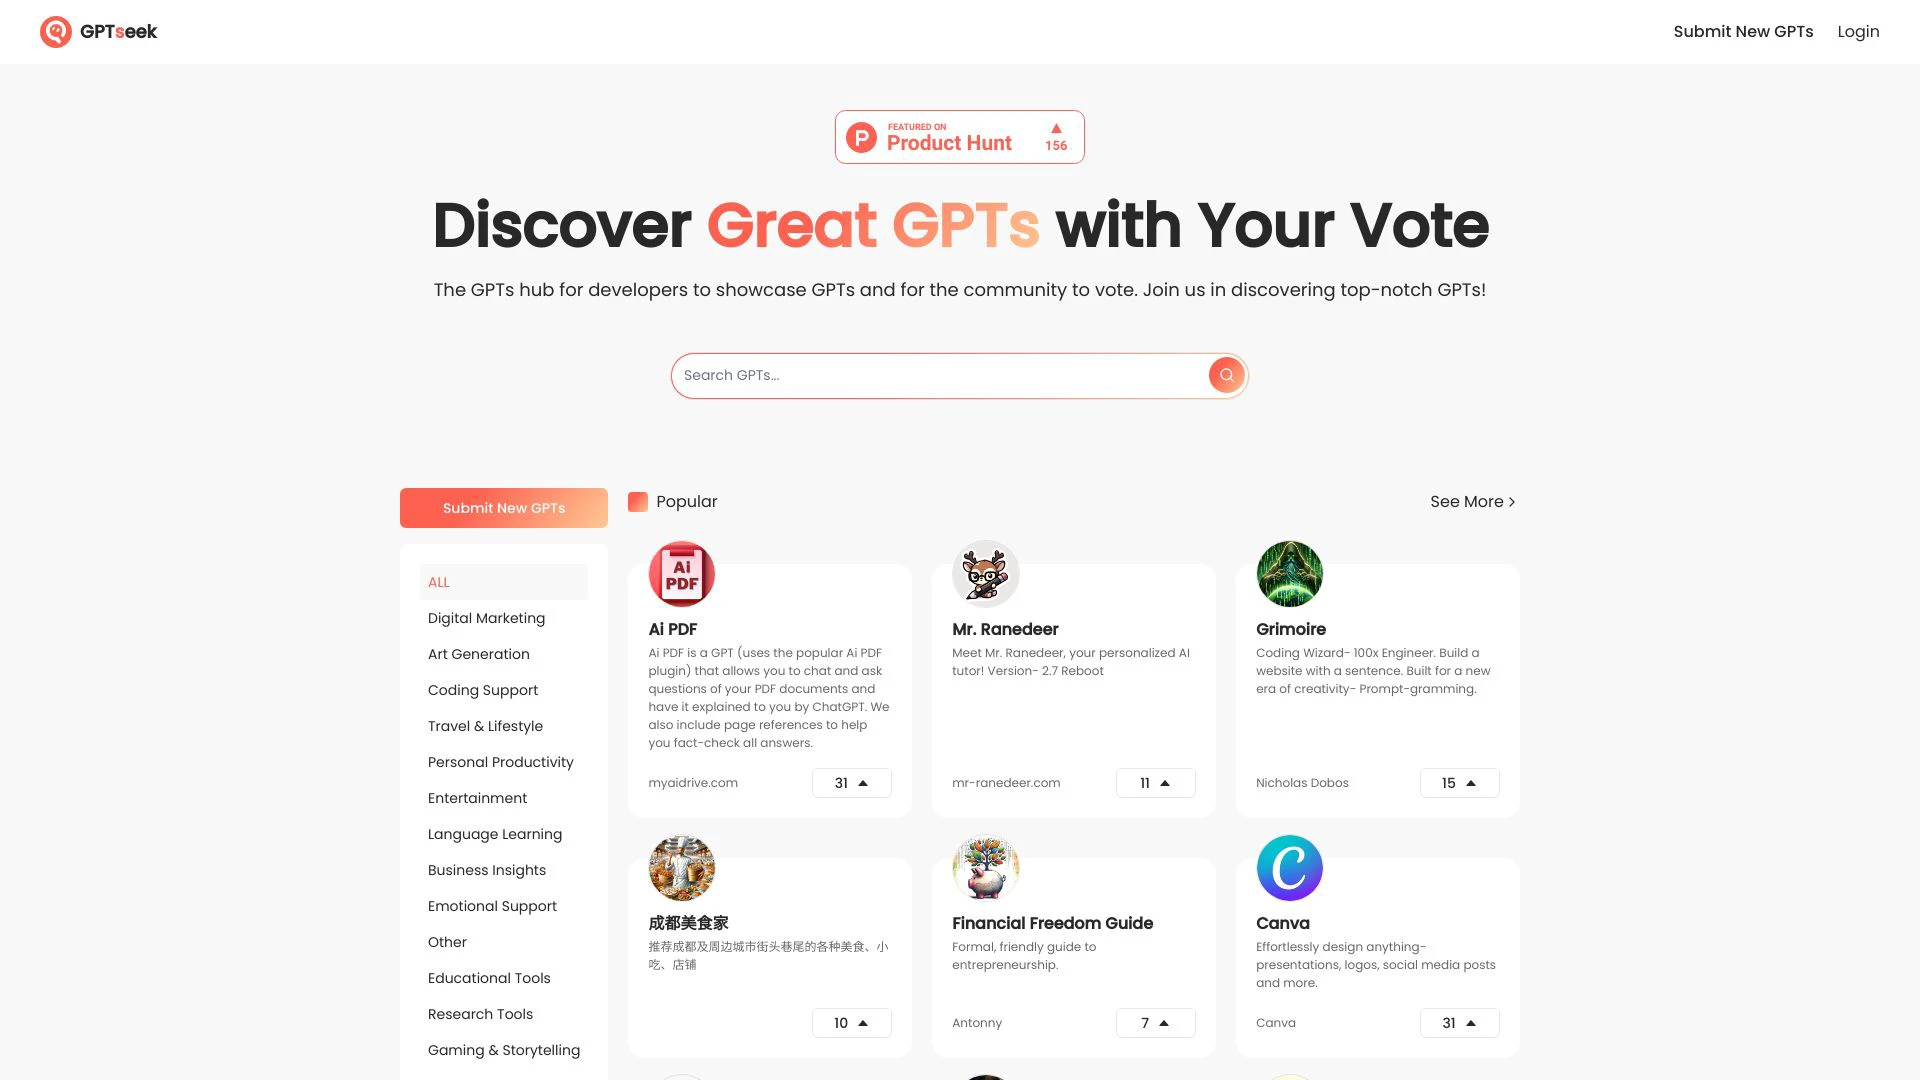 GPTseek
Submit New GPTs
Login
FEATURED ON
Product Hunt
156
Discover Great GPTs with Your Vote
The GPTs hub for developers to showcase GPTs and for the community to vote. Join us in discovering top-notch GPTs!
Search GPTs...
Submit New GPTs
ALL
Digital Marketing
Art Generation
Coding Support
Travel & Lifestyle
Personal Productivity
Entertainment
Language Learning
Business Insights
Emotional Support
Other
Educational Tools
Research Tools
Gaming & Storytelling
Popular
See More
Ai
PDF
Ai PDF
Ai PDF is a GPT (uses the popular Ai PDF
plugin) that allows you to chat and ask
questions of your PDF documents and
have it explained to you by ChatGPT. We
also include page references to help
you fact-check all answers.
myaidrive.com
31
Mr. Ranedeer
Meet Mr. Ranedeer, your personalized AI
tutor! Version- 2.7 Reboot
mr-ranedeer.com
11
Grimoire
Coding Wizard- 100x Engineer. Build a
website with a sentence. Built for a new
era of creativity- Prompt-gramming.
Nicholas Dobos
15
成都美食家
推荐成都及周边城市街头巷尾的各种美食、小
吃、店铺
10
Financial Freedom Guide
Formal, friendly guide to
entrepreneurship.
Antonny
7
C
Canva
Effortlessly design anything-
presentations, logos, social media posts
and more.
Canva
31